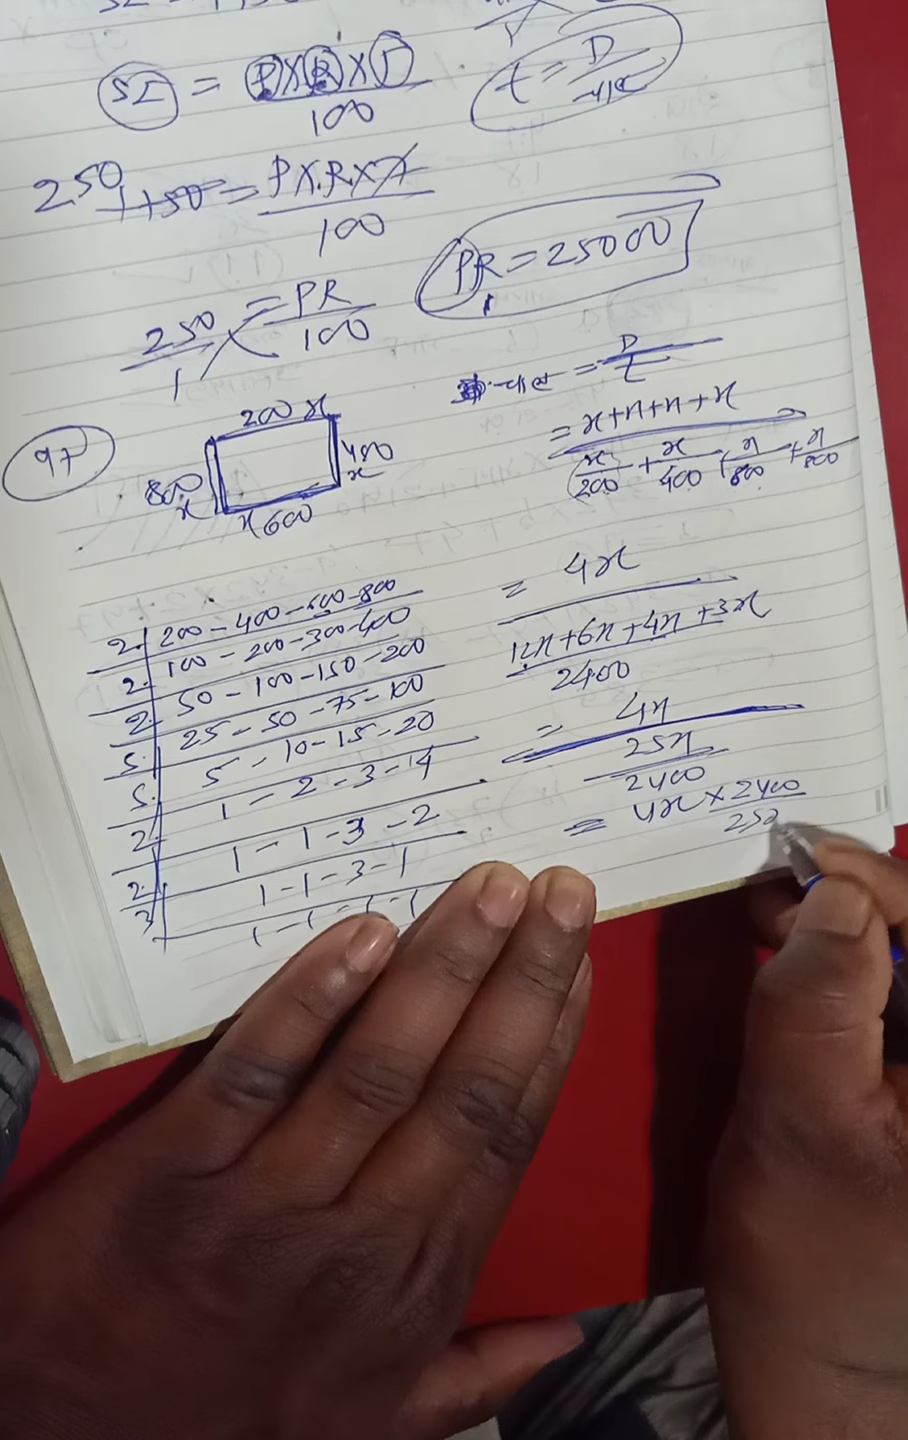 SI = P×R×T
100
t = D
250
= P×R×1
100
250 = PR
1 100
PR = 25000
97
200 x
800
x
400
x
x 600
= D
t
= x+x+x+x
x/200 + x/400 + x/800 + x/800
2 | 200 - 400 - 600 - 800
2 | 100 - 200 - 300 - 400
2 | 50 - 100 - 150 - 200
5 | 25 - 50 - 75 - 100
5 | 5 - 10 - 15 - 20
2 | 1 - 2 - 3 - 4
2 | 1 - 1 - 3 - 2
3 | 1 - 1 - 3 - 1
1 - 1 - 1 - 1
= 4x
12x+6x+4x+3x
2400
= 4x
25x
2400
= 4x × 2400
25x